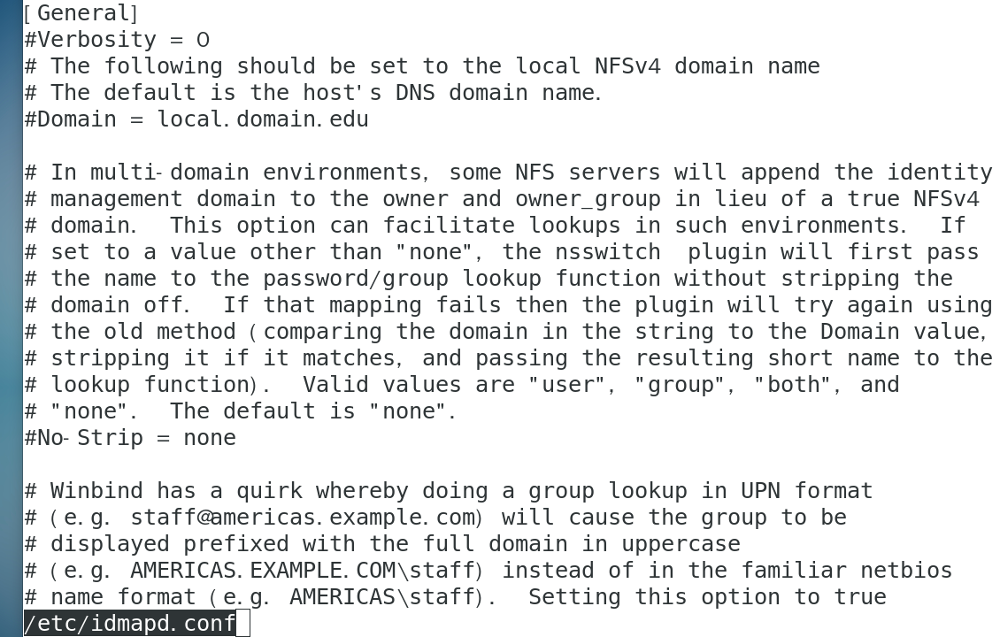 [General]
#Verbosity = 0
# The following should be set to the local NFSv4 domain name
# The default is the host's DNS domain name.
#Domain = local.domain.edu

# In multi-domain environments, some NFS servers will append the identity
# management domain to the owner and owner_group in lieu of a true NFSv4
# domain.  This option can facilitate lookups in such environments.  If
# set to a value other than "none", the nsswitch  plugin will first pass
# the name to the password/group lookup function without stripping the
# domain off.  If that mapping fails then the plugin will try again using
# the old method (comparing the domain in the string to the Domain value,
# stripping it if it matches, and passing the resulting short name to the
# lookup function).  Valid values are "user", "group", "both", and
# "none".  The default is "none".
#No-Strip = none

# Winbind has a quirk whereby doing a group lookup in UPN format
# (e.g. staff@americas.example.com) will cause the group to be
# displayed prefixed with the full domain in uppercase
# (e.g. AMERICAS.EXAMPLE.COM\staff) instead of in the familiar netbios
# name format (e.g. AMERICAS\staff).  Setting this option to true
/etc/idmapd.conf